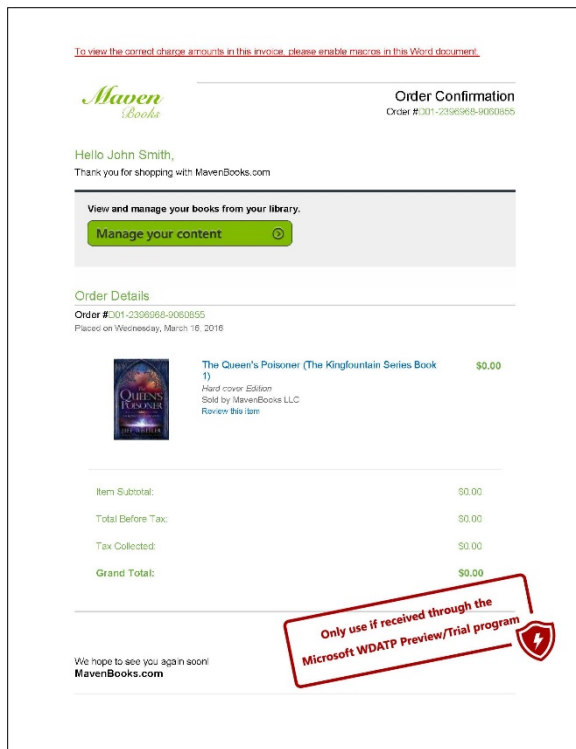 To view the correct charge amounts in this invoice, please enable macros in this Word document.
Maven
Books
Order Confirmation
Order #D01-2396968-9060855
Hello John Smith,
Thank you for shopping with MavenBooks.com
View and manage your books from your library.
Manage your content
Order Details
Order #D01-2396968-9060855
Placed on Wednesday, March 16, 2016
The Queen's Poisoner (The Kingfountain Series Book
1)
$0.00
Hard cover Edition
Sold by MavenBooks LLC
Review this item
THE
QUEEN'S
POISONER
JEFF WHEELER
Item Subtotal: $0.00
Total Before Tax: $0.00
Tax Collected: $0.00
Grand Total: $0.00
Only use if received through the
Microsoft WDATP Preview/Trial program
We hope to see you again soon!
MavenBooks.com